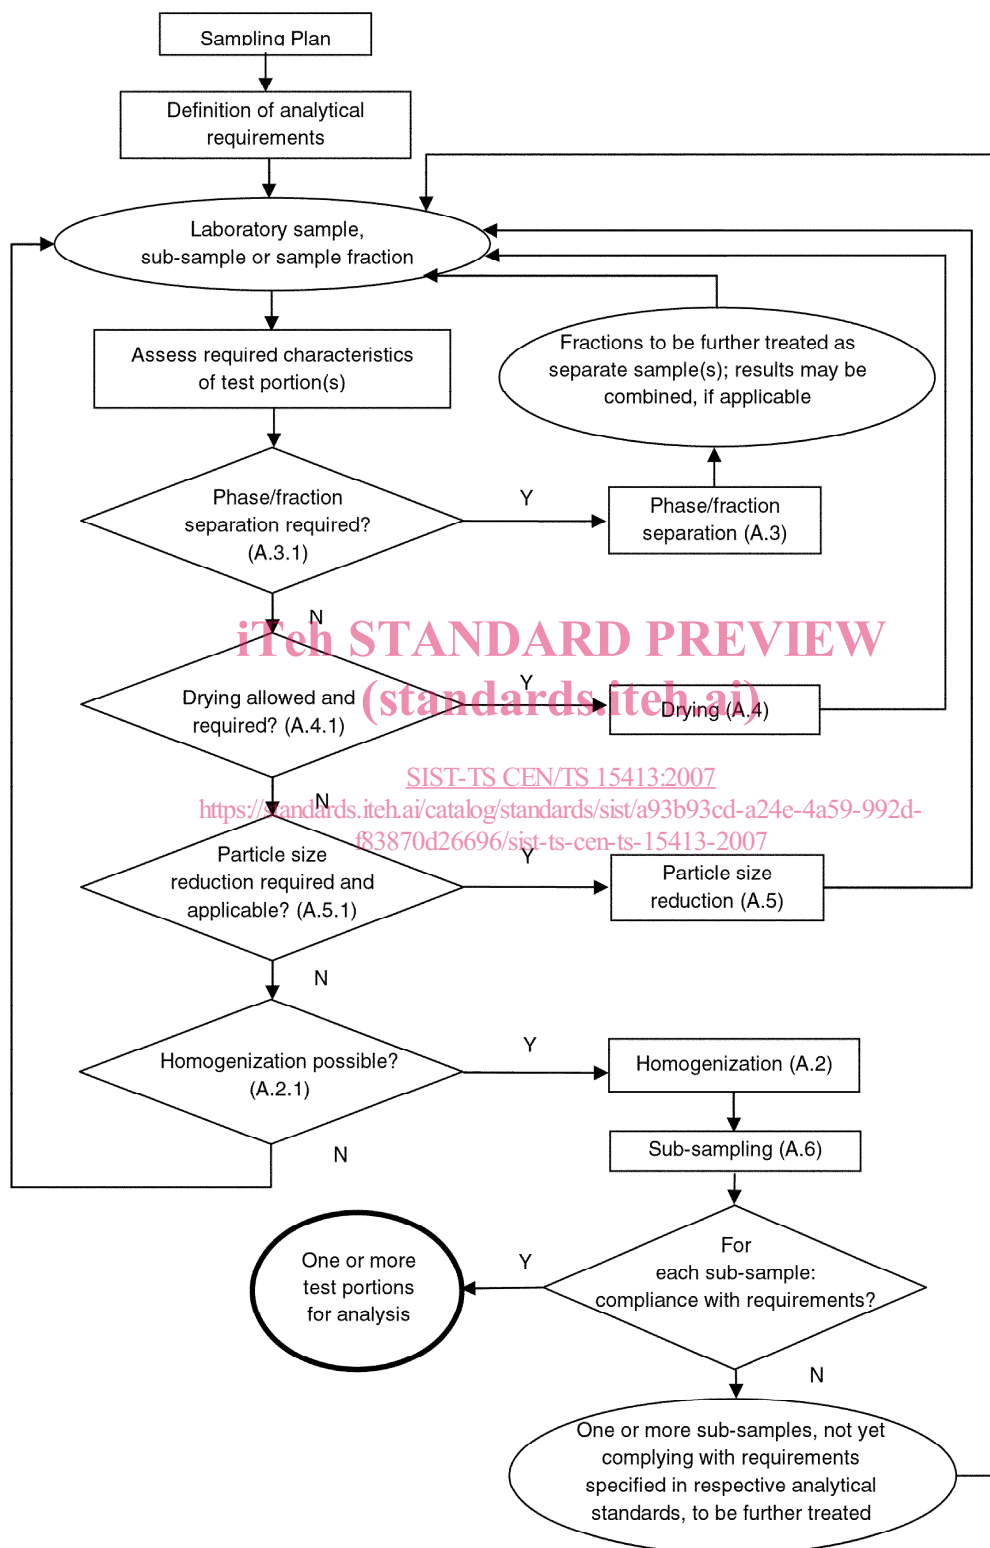 Sampling Plan
Definition of analytical
requirements
Laboratory sample,
sub-sample or sample fraction
Assess required characteristics
of test portion(s)
Fractions to be further treated as
separate sample(s); results may be
combined, if applicable
Phase/fraction
separation required?
(A.3.1)
Y
Phase/fraction
separation (A.3)
N
iTeh STANDARD PREVIEW
(standards.iteh.ai)
Drying allowed and
required? (A.4.1)
Y
Drying (A.4)
SIST-TS CEN/TS 15413:2007
https://standards.iteh.ai/catalog/standards/sist/a93b93cd-a24e-4a59-992d-
f83870d26696/sist-ts-cen-ts-15413-2007
N
Particle size
reduction required and
applicable? (A.5.1)
Y
Particle size
reduction (A.5)
N
Homogenization possible?
(A.2.1)
Y
Homogenization (A.2)
N
Sub-sampling (A.6)
For
each sub-sample:
compliance with requirements?
Y
One or more
test portions
for analysis
N
One or more sub-samples, not yet
complying with requirements
specified in respective analytical
standards, to be further treated